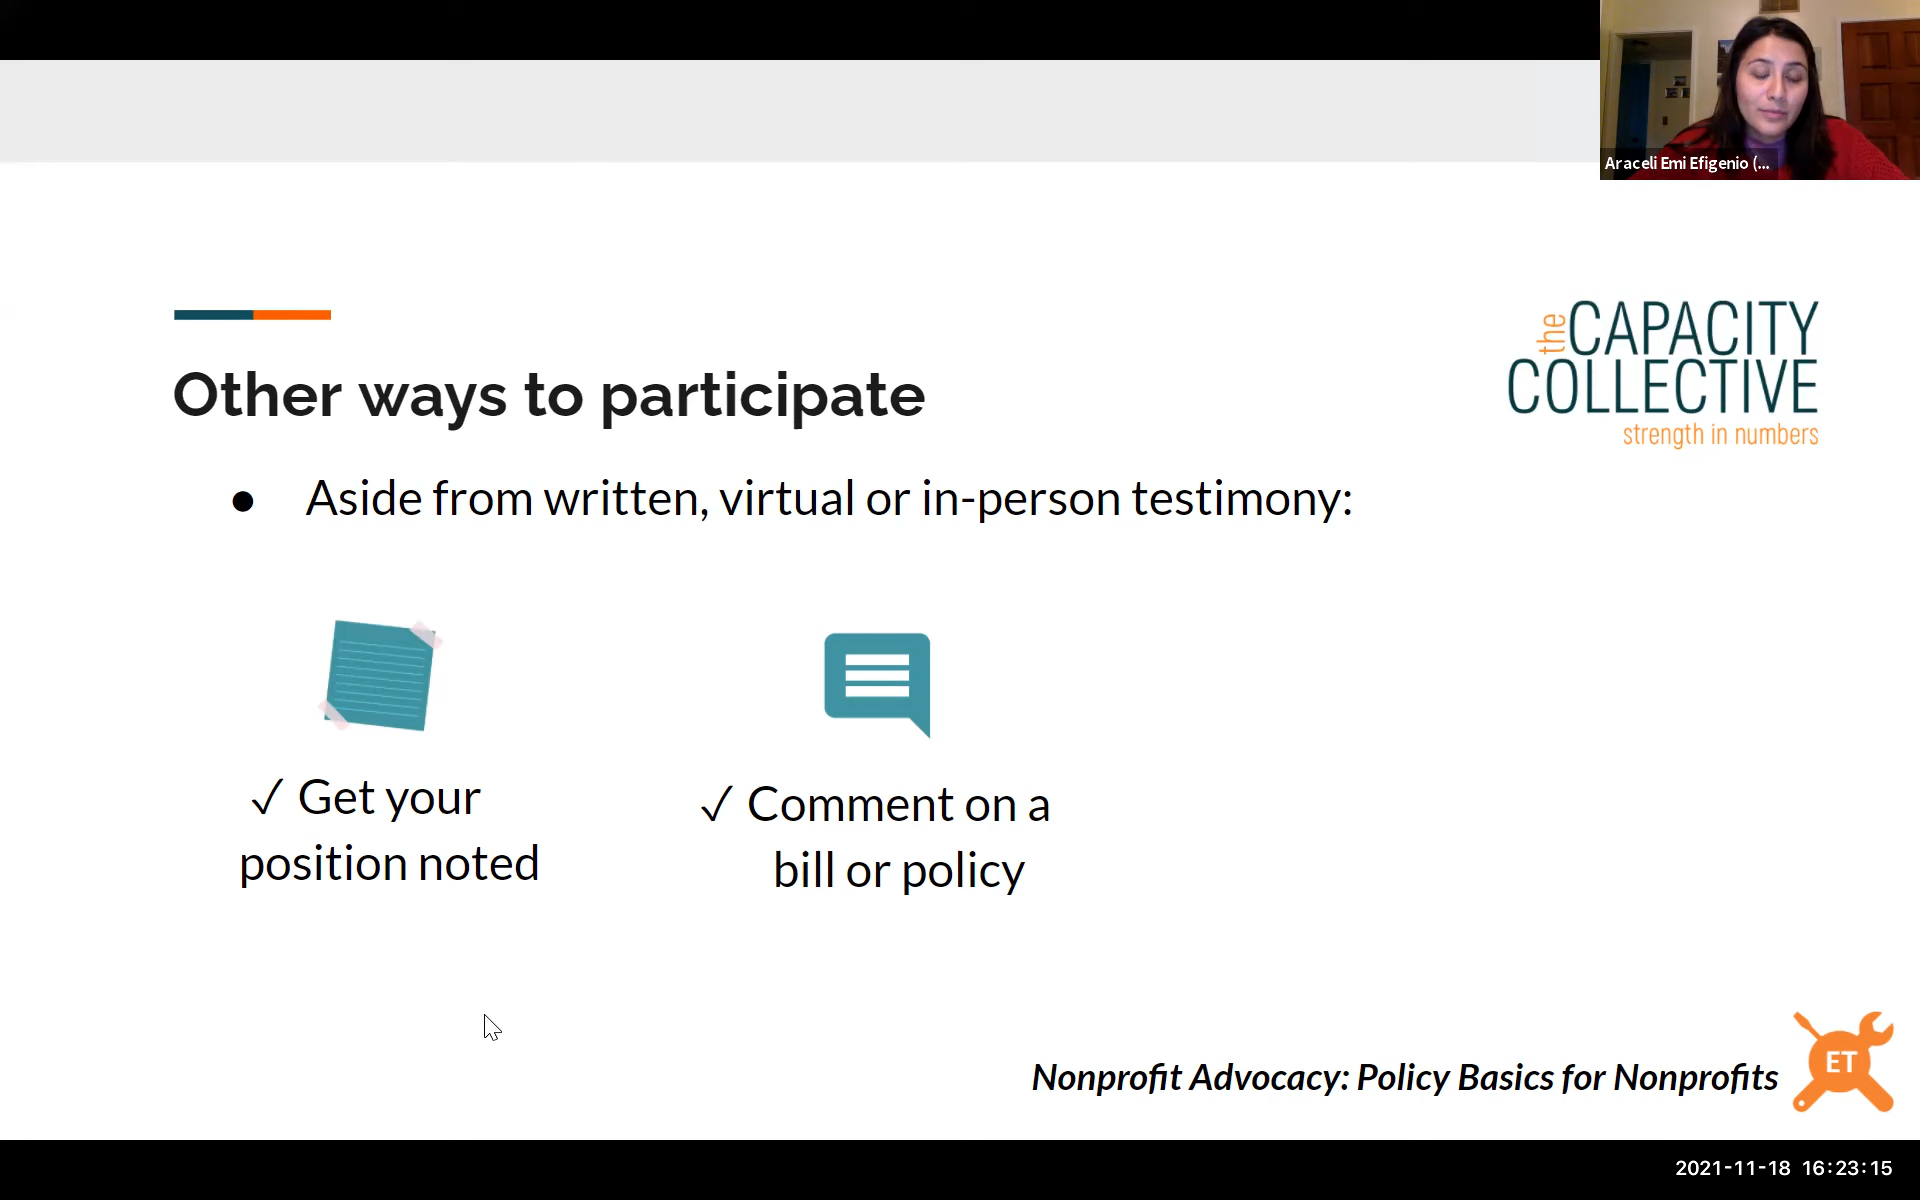 Araceli Emi Efigenio (...
the CAPACITY
COLLECTIVE
strength in numbers
Other ways to participate
● Aside from written, virtual or in-person testimony:
✓ Get your
position noted
✓ Comment on a
bill or policy
Nonprofit Advocacy: Policy Basics for Nonprofits
ET
2021-11-18 16:23:15